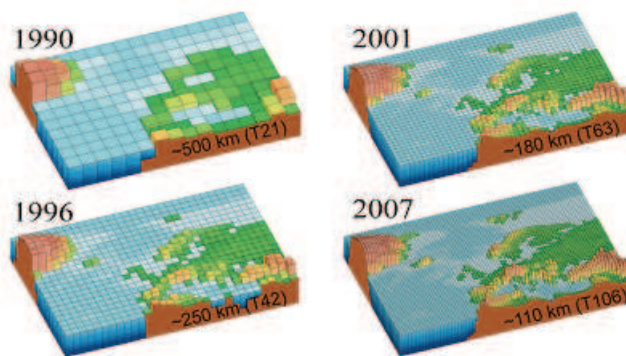 1990
~500 km (T21)
2001
~180 km (T63)
1996
~250 km (T42)
2007
~110 km (T106)